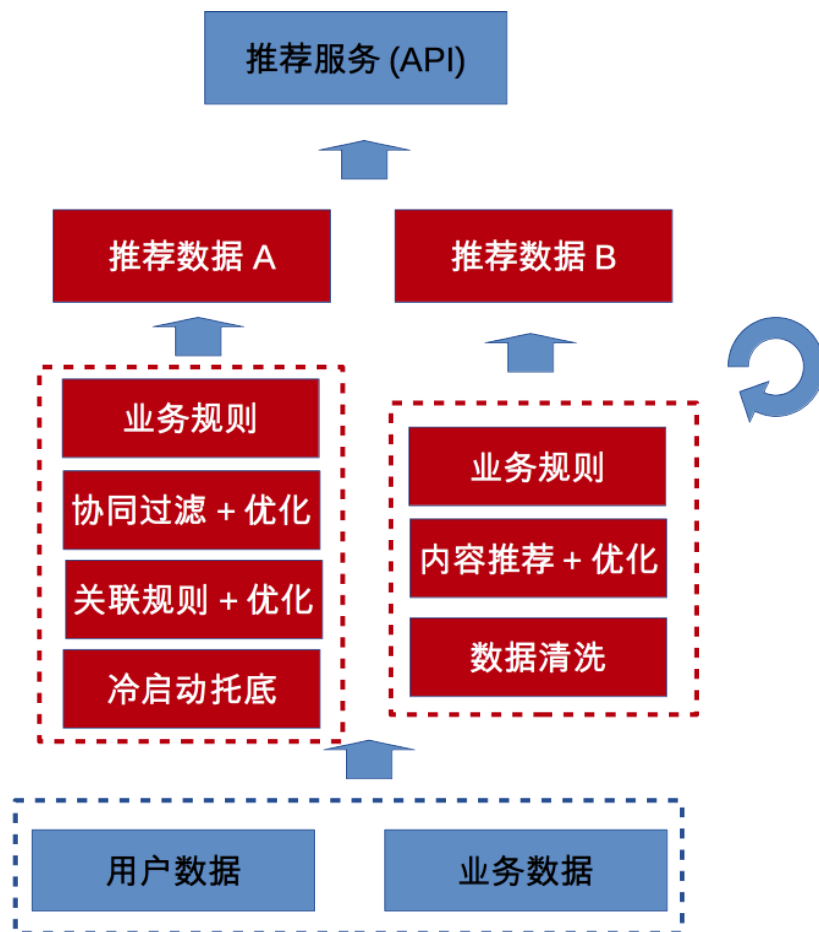 推荐服务 (API)
推荐数据 A
推荐数据 B
业务规则
协同过滤 + 优化
关联规则 + 优化
冷启动托底
业务规则
内容推荐 + 优化
数据清洗
用户数据
业务数据